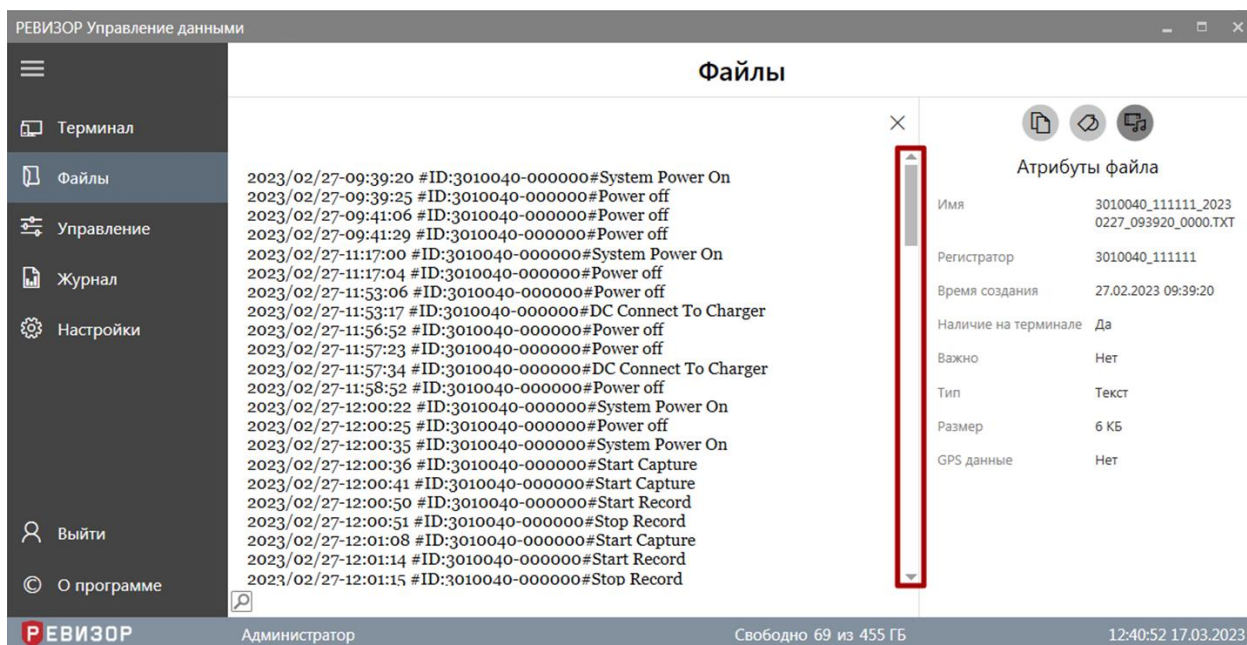 РЕВИЗОР Управление данными
Файлы
Терминал
Файлы
Управление
Журнал
Настройки
Выйти
© О программе
2023/02/27-09:39:20 #ID:3010040-000000#System Power On
2023/02/27-09:39:25 #ID:3010040-000000#Power off
2023/02/27-09:41:06 #ID:3010040-000000#Power off
2023/02/27-09:41:29 #ID:3010040-000000#Power off
2023/02/27-11:17:00 #ID:3010040-000000#System Power On
2023/02/27-11:17:04 #ID:3010040-000000#Power off
2023/02/27-11:53:06 #ID:3010040-000000#Power off
2023/02/27-11:53:17 #ID:3010040-000000#DC Connect To Charger
2023/02/27-11:56:52 #ID:3010040-000000#Power off
2023/02/27-11:57:23 #ID:3010040-000000#Power off
2023/02/27-11:57:34 #ID:3010040-000000#DC Connect To Charger
2023/02/27-11:58:52 #ID:3010040-000000#Power off
2023/02/27-12:00:22 #ID:3010040-000000#System Power On
2023/02/27-12:00:25 #ID:3010040-000000#Power off
2023/02/27-12:00:35 #ID:3010040-000000#System Power On
2023/02/27-12:00:36 #ID:3010040-000000#Start Capture
2023/02/27-12:00:41 #ID:3010040-000000#Start Capture
2023/02/27-12:00:50 #ID:3010040-000000#Start Record
2023/02/27-12:00:51 #ID:3010040-000000#Stop Record
2023/02/27-12:01:08 #ID:3010040-000000#Start Capture
2023/02/27-12:01:14 #ID:3010040-000000#Start Record
2023/02/27-12:01:15 #ID:3010040-000000#Stop Record
Атрибуты файла
Имя 3010040_111111_2023
0227_093920_0000.TXT
Регистратор 3010040_111111
Время создания 27.02.2023 09:39:20
Наличие на терминале Да
Важно Нет
Тип Текст
Размер 6 КБ
GPS данные Нет
РЕВИЗОР Администратор Свободно 69 из 455 ГБ 12:40:52 17.03.2023